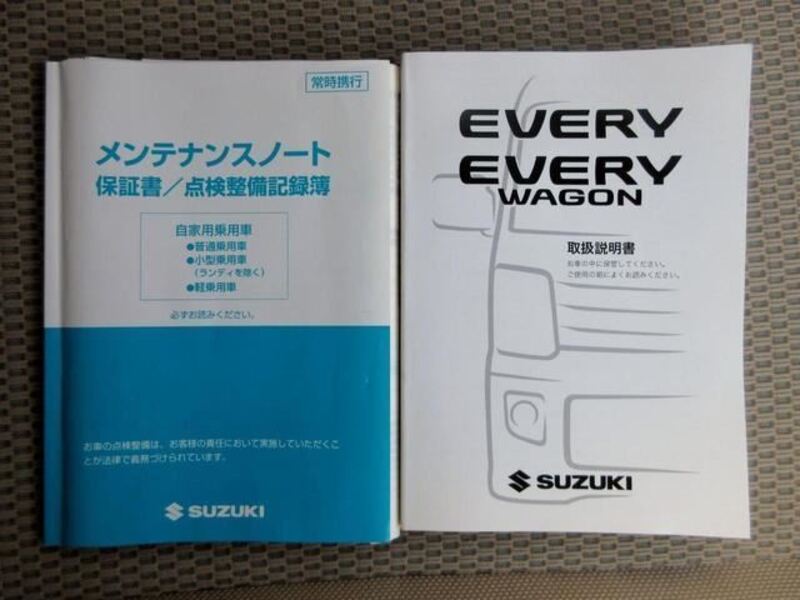 常時携行
メンテナンスノート
保証書／点検整備記録簿
自家用乗用車
●普通乗用車
●小型乗用車
（ランディを除く）
●軽乗用車
必ずお読みください。
お車の点検整備は、お客様の責任において実施していただくこ
とが法律で義務づけられています。
SUZUKI
EVERY
EVERY
WAGON
取扱説明書
お車の中に保管してください。
ご使用の前によくお読みください。
SUZUKI